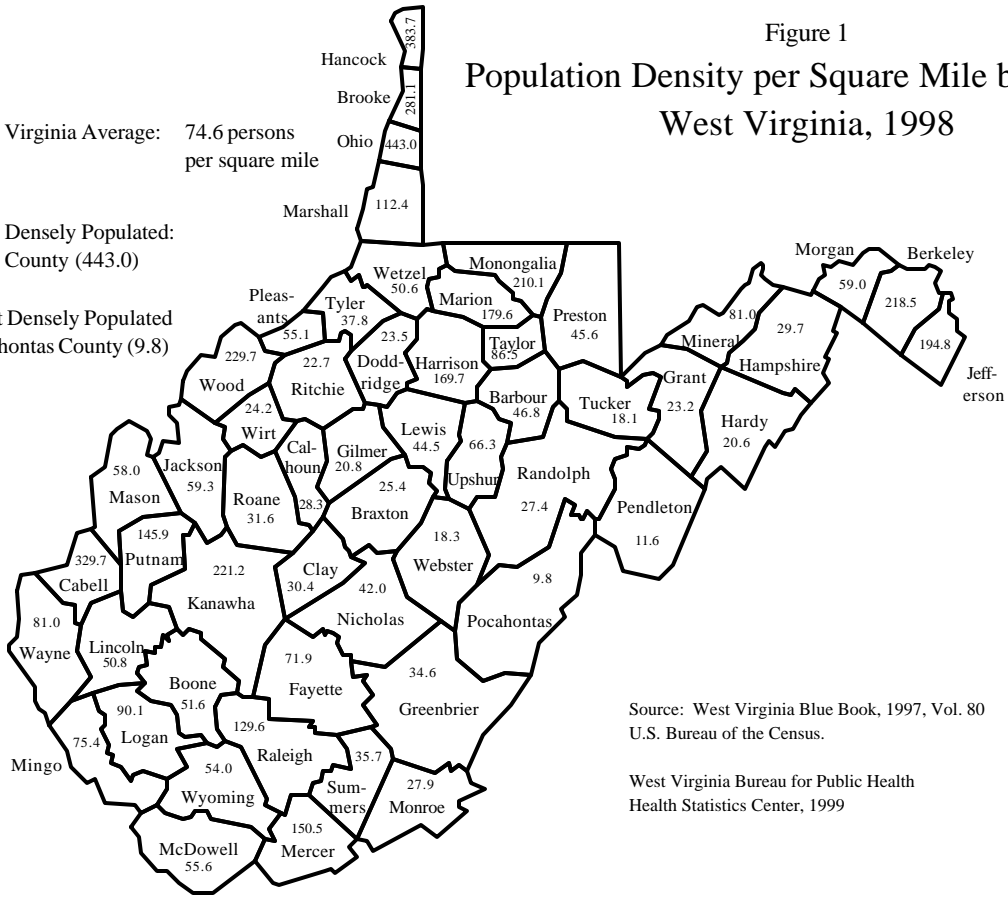 Figure 1
Population Density per Square Mile b
West Virginia, 1998
Virginia Average: 74.6 persons
per square mile
Densely Populated:
County (443.0)
t Densely Populated
hontas County (9.8)
383.7
Hancock
Brooke
281.1
Ohio
443.0
Marshall
112.4
Wetzel
50.6
Monongalia
210.1
Marion
179.6
Preston
45.6
Pleas-
ants
55.1
Tyler
37.8
Dodd-
ridge
23.5
Harrison
169.7
Taylor
86.5
Morgan
59.0
Berkeley
218.5
194.8
Jeff-
erson
Mineral
81.0
Hampshire
29.7
Grant
23.2
Hardy
20.6
229.7
Wood
22.7
Ritchie
24.2
Wirt
Barbour
46.8
Tucker
18.1
Cal-
houn
28.3
Gilmer
20.8
Lewis
44.5
66.3
Upshur
Randolph
27.4
Pendleton
11.6
58.0
Mason
Jackson
59.3
Roane
31.6
25.4
Braxton
18.3
Webster
9.8
Pocahontas
145.9
Putnam
329.7
Cabell
221.2
Kanawha
Clay
30.4
42.0
Nicholas
81.0
Wayne
Lincoln
50.8
Boone
51.6
71.9
Fayette
34.6
Greenbrier
90.1
Logan
75.4
Mingo
129.6
Raleigh
35.7
Sum-
mers
27.9
Monroe
54.0
Wyoming
150.5
Mercer
McDowell
55.6
Source: West Virginia Blue Book, 1997, Vol. 80
U.S. Bureau of the Census.
West Virginia Bureau for Public Health
Health Statistics Center, 1999